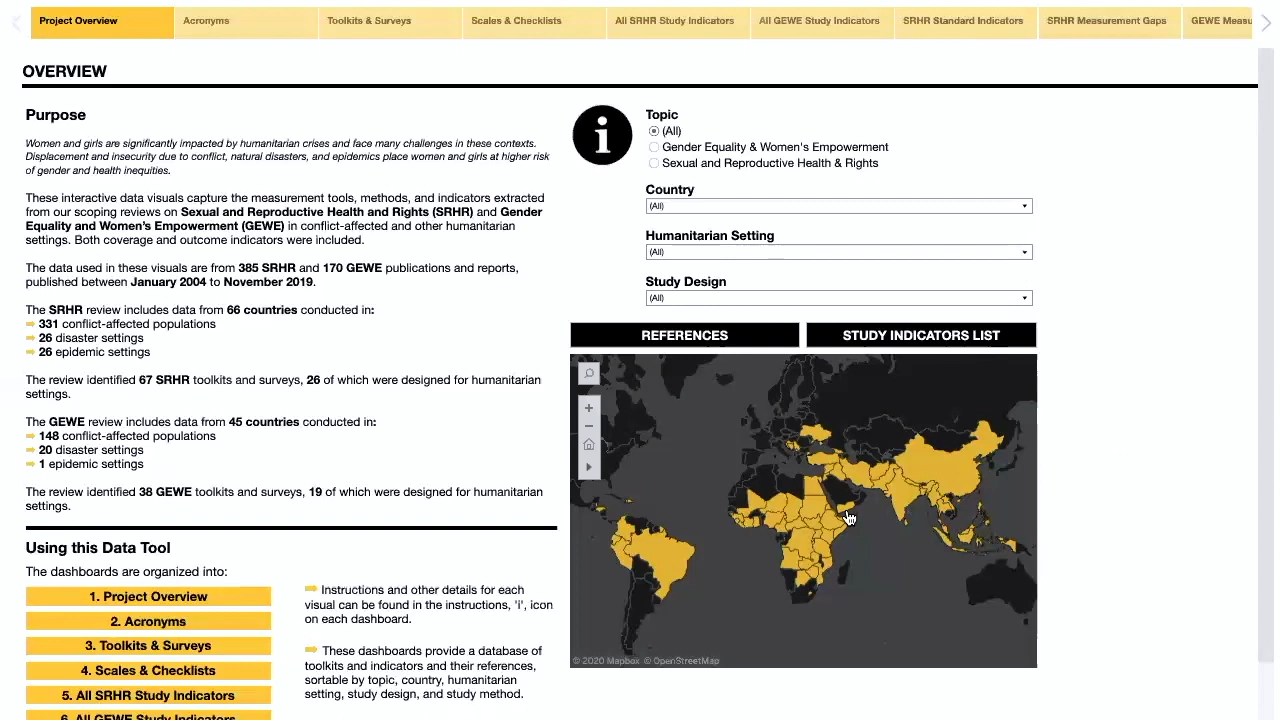 Project Overview
Acronyms
Toolkits & Surveys
Scales & Checklists
All SRHR Study Indicators
All GEWE Study Indicators
SRHR Standard Indicators
SRHR Measurement Gaps
GEWE Measu
OVERVIEW
Purpose
Women and girls are significantly impacted by humanitarian crises and face many challenges in these contexts.
Displacement and insecurity due to conflict, natural disasters, and epidemics place women and girls at higher risk
of gender and health inequities.
These interactive data visuals capture the measurement tools, methods, and indicators extracted
from our scoping reviews on Sexual and Reproductive Health and Rights (SRHR) and Gender
Equality and Women's Empowerment (GEWE) in conflict-affected and other humanitarian
settings. Both coverage and outcome indicators were included.
The data used in these visuals are from 385 SRHR and 170 GEWE publications and reports,
published between January 2004 to November 2019.
The SRHR review includes data from 66 countries conducted in:
331 conflict-affected populations
26 disaster settings
26 epidemic settings
The review identified 67 SRHR toolkits and surveys, 26 of which were designed for humanitarian
settings.
The GEWE review includes data from 45 countries conducted in:
148 conflict-affected populations
20 disaster settings
1 epidemic settings
The review identified 38 GEWE toolkits and surveys, 19 of which were designed for humanitarian
settings.
Using this Data Tool
The dashboards are organized into:
1. Project Overview
2. Acronyms
3. Toolkits & Surveys
4. Scales & Checklists
5. All SRHR Study Indicators
6. All GEWE Study Indicators
Instructions and other details for each
visual can be found in the instructions, 'i', icon
on each dashboard.
These dashboards provide a database of
toolkits and indicators and their references,
sortable by topic, country, humanitarian
setting, study design, and study method.
i
Topic
(All)
Gender Equality & Women's Empowerment
Sexual and Reproductive Health & Rights
Country
(All)
Humanitarian Setting
(All)
Study Design
(All)
REFERENCES
STUDY INDICATORS LIST
© 2020 Mapbox © OpenStreetMap